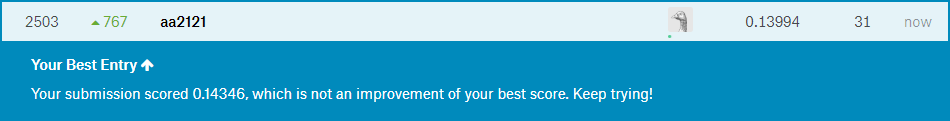 2503 767 aa2121 0.13994 31 now
Your Best Entry
Your submission scored 0.14346, which is not an improvement of your best score. Keep trying!